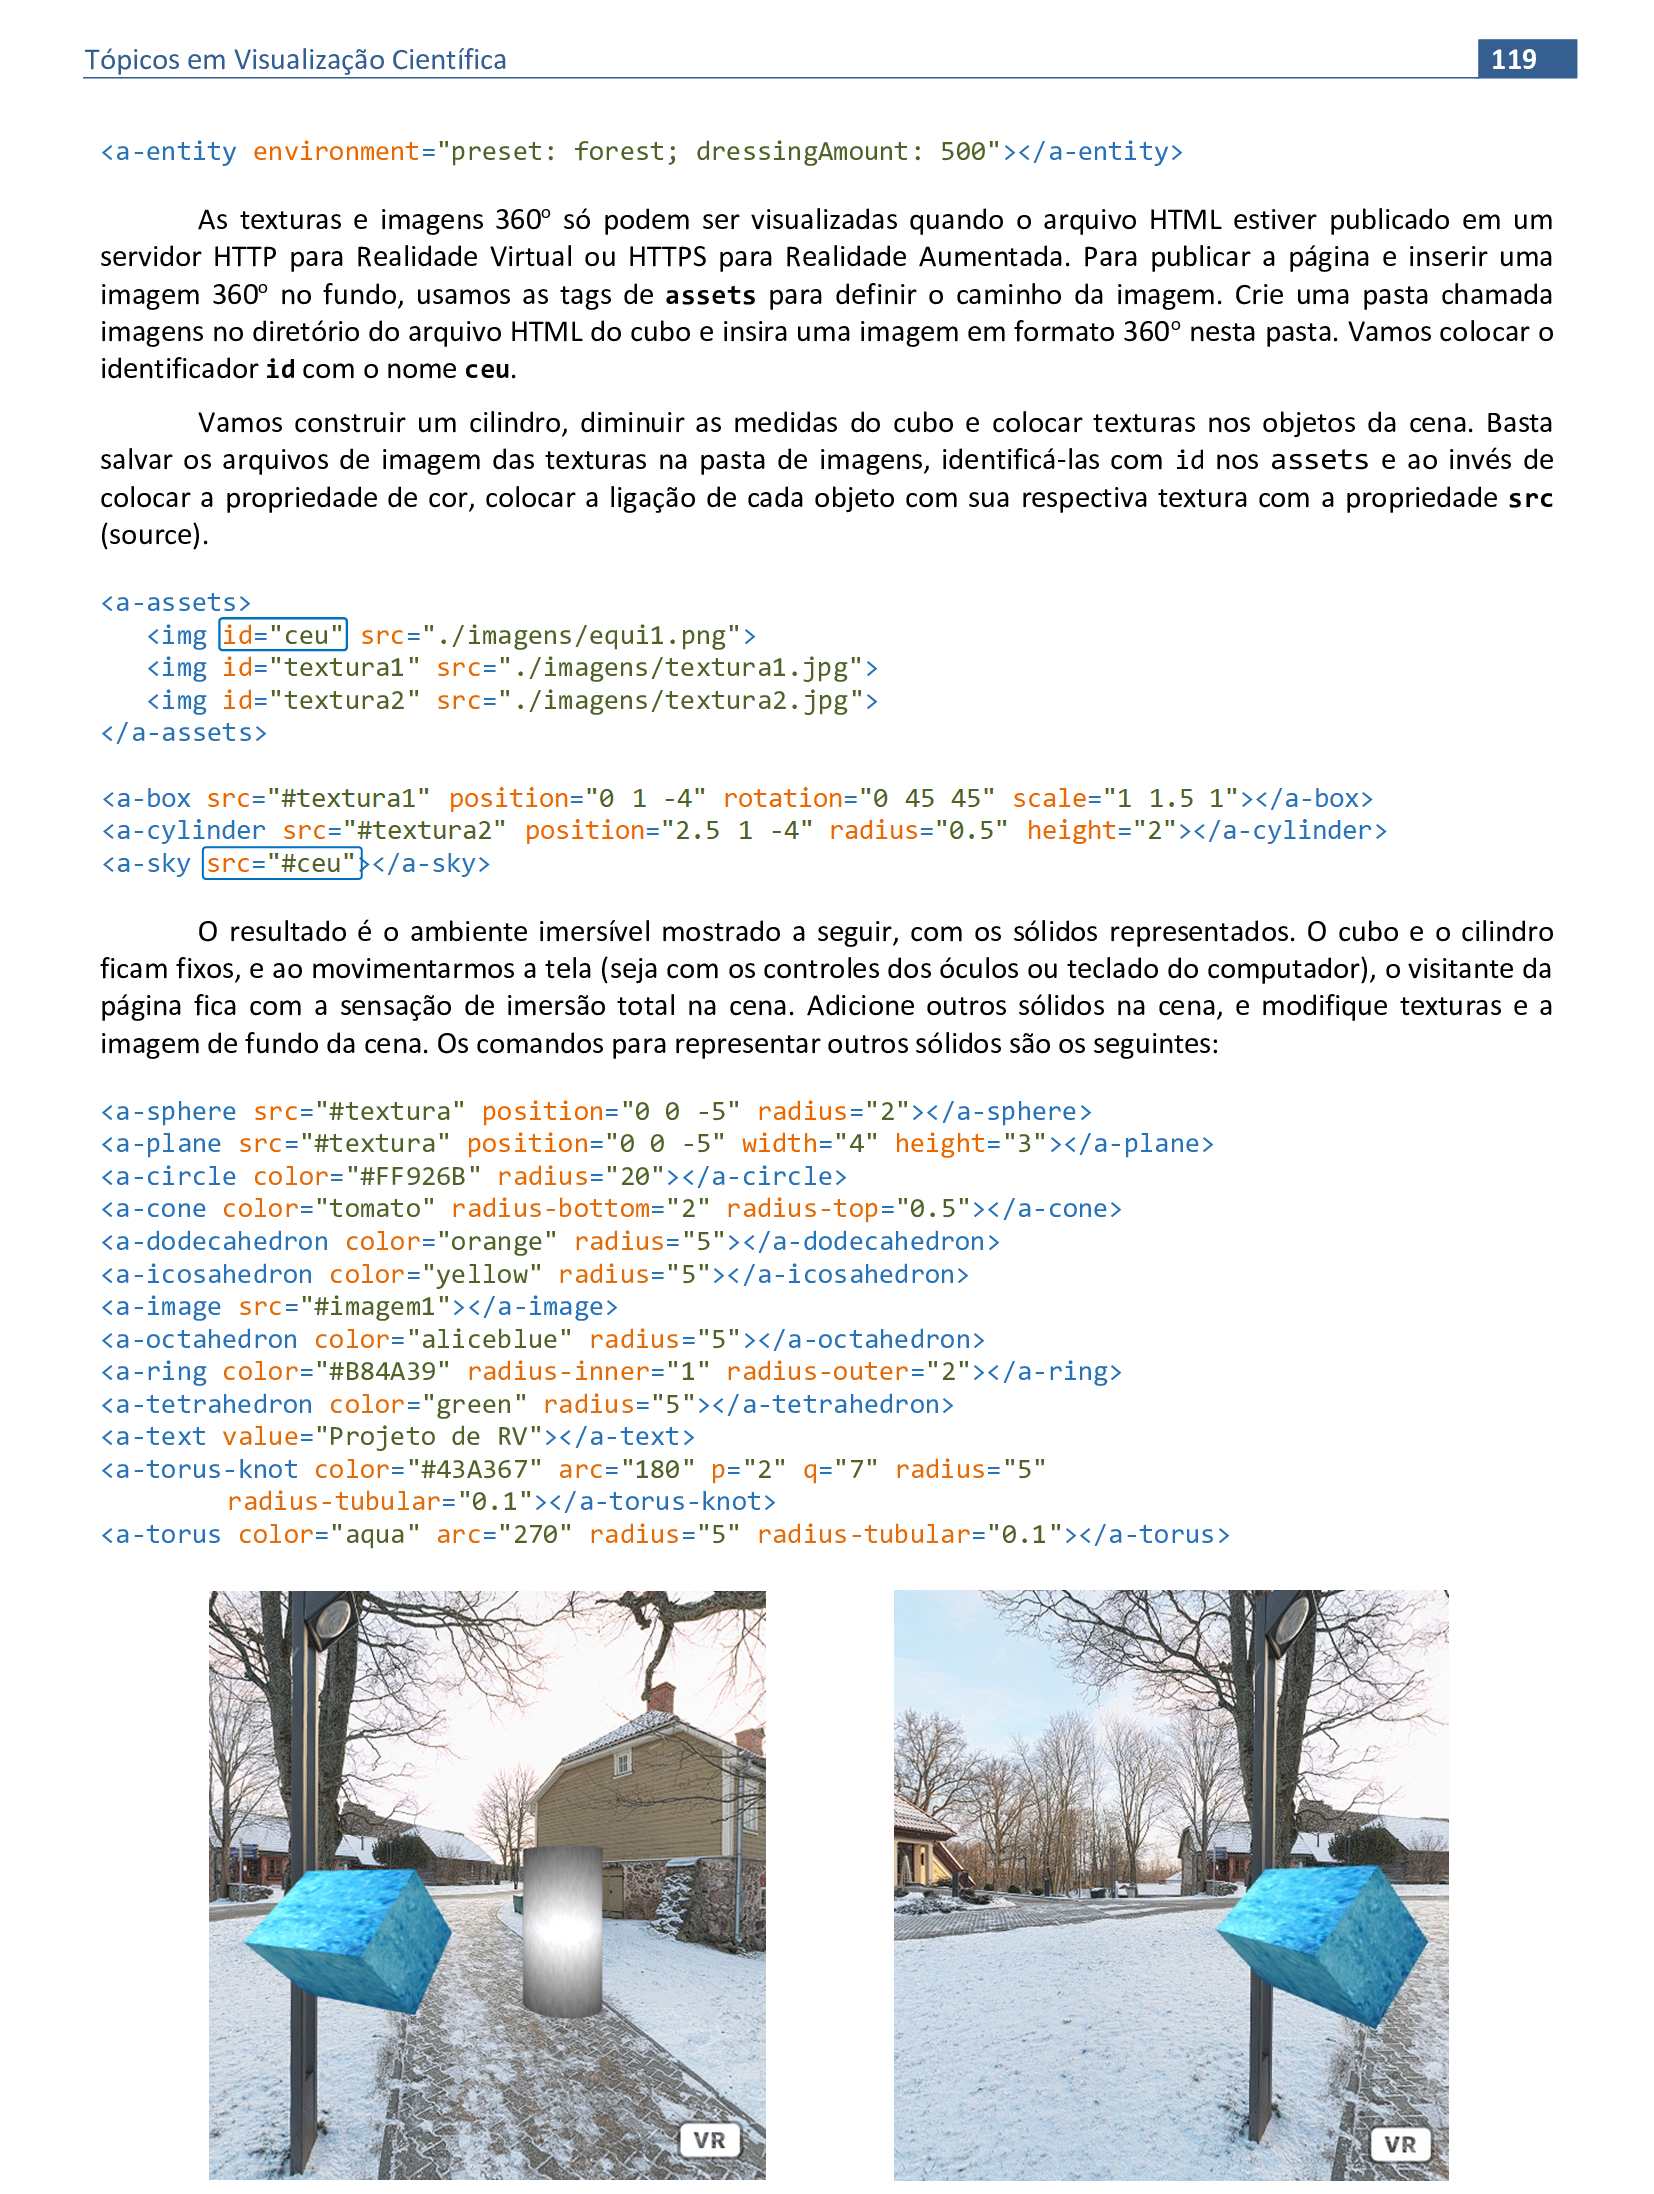 Tópicos em Visualização Científica
119
<a-entity environment="preset: forest; dressingAmount: 500"></a-entity>
As texturas e imagens 360º só podem ser visualizadas quando o arquivo HTML estiver publicado em um
servidor HTTP para Realidade Virtual ou HTTPS para Realidade Aumentada. Para publicar a página e inserir uma
imagem 360º no fundo, usamos as tags de assets para definir o caminho da imagem. Crie uma pasta chamada
imagens no diretório do arquivo HTML do cubo e insira uma imagem em formato 360º nesta pasta. Vamos colocar o
identificador id com o nome ceu.
Vamos construir um cilindro, diminuir as medidas do cubo e colocar texturas nos objetos da cena. Basta
salvar os arquivos de imagem das texturas na pasta de imagens, identificá-las com id nos assets e ao invés de
colocar a propriedade de cor, colocar a ligação de cada objeto com sua respectiva textura com a propriedade src
(source).
<a-assets>
<img id="ceu" src="./imagens/equi1.png">
<img id="textura1" src="./imagens/textura1.jpg">
<img id="textura2" src="./imagens/textura2.jpg">
</a-assets>
<a-box src="#textura1" position="0 1 -4" rotation="0 45 45" scale="1 1.5 1"></a-box>
<a-cylinder src="#textura2" position="2.5 1 -4" radius="0.5" height="2"></a-cylinder>
<a-sky src="#ceu"></a-sky>
O resultado é o ambiente imersível mostrado a seguir, com os sólidos representados. O cubo e o cilindro
ficam fixos, e ao movimentarmos a tela (seja com os controles dos óculos ou teclado do computador), o visitante da
página fica com a sensação de imersão total na cena. Adicione outros sólidos na cena, e modifique texturas e a
imagem de fundo da cena. Os comandos para representar outros sólidos são os seguintes:
<a-sphere src="#textura" position="0 0 -5" radius="2"></a-sphere>
<a-plane src="#textura" position="0 0 -5" width="4" height="3"></a-plane>
<a-circle color="#FF926B" radius="20"></a-circle>
<a-cone color="tomato" radius-bottom="2" radius-top="0.5"></a-cone>
<a-dodecahedron color="orange" radius="5"></a-dodecahedron>
<a-icosahedron color="yellow" radius="5"></a-icosahedron>
<a-image src="#imagem1"></a-image>
<a-octahedron color="aliceblue" radius="5"></a-octahedron>
<a-ring color="#B84A39" radius-inner="1" radius-outer="2"></a-ring>
<a-tetrahedron color="green" radius="5"></a-tetrahedron>
<a-text value="Projeto de RV"></a-text>
<a-torus-knot color="#43A367" arc="180" p="2" q="7" radius="5"
radius-tubular="0.1"></a-torus-knot>
<a-torus color="aqua" arc="270" radius="5" radius-tubular="0.1"></a-torus>
VR
VR